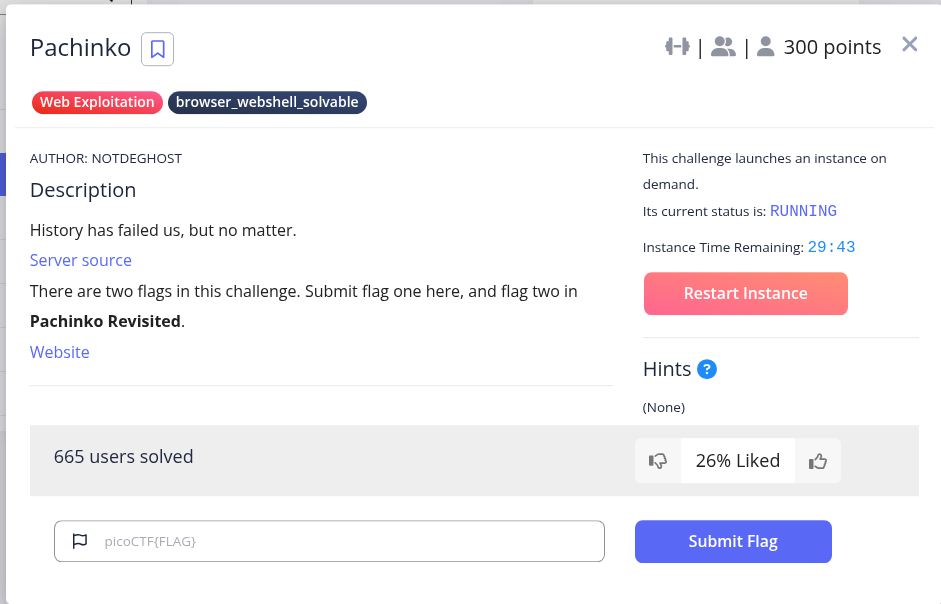 Pachinko
| | 300 points
Web Exploitation browser_webshell_solvable
AUTHOR: NOTDEGHOST
Description
History has failed us, but no matter.
Server source
There are two flags in this challenge. Submit flag one here, and flag two in
Pachinko Revisited.
Website
This challenge launches an instance on
demand.
Its current status is: RUNNING
Instance Time Remaining: 29:43
Restart Instance
Hints ?
(None)
665 users solved
26% Liked
picoCTF{FLAG}
Submit Flag